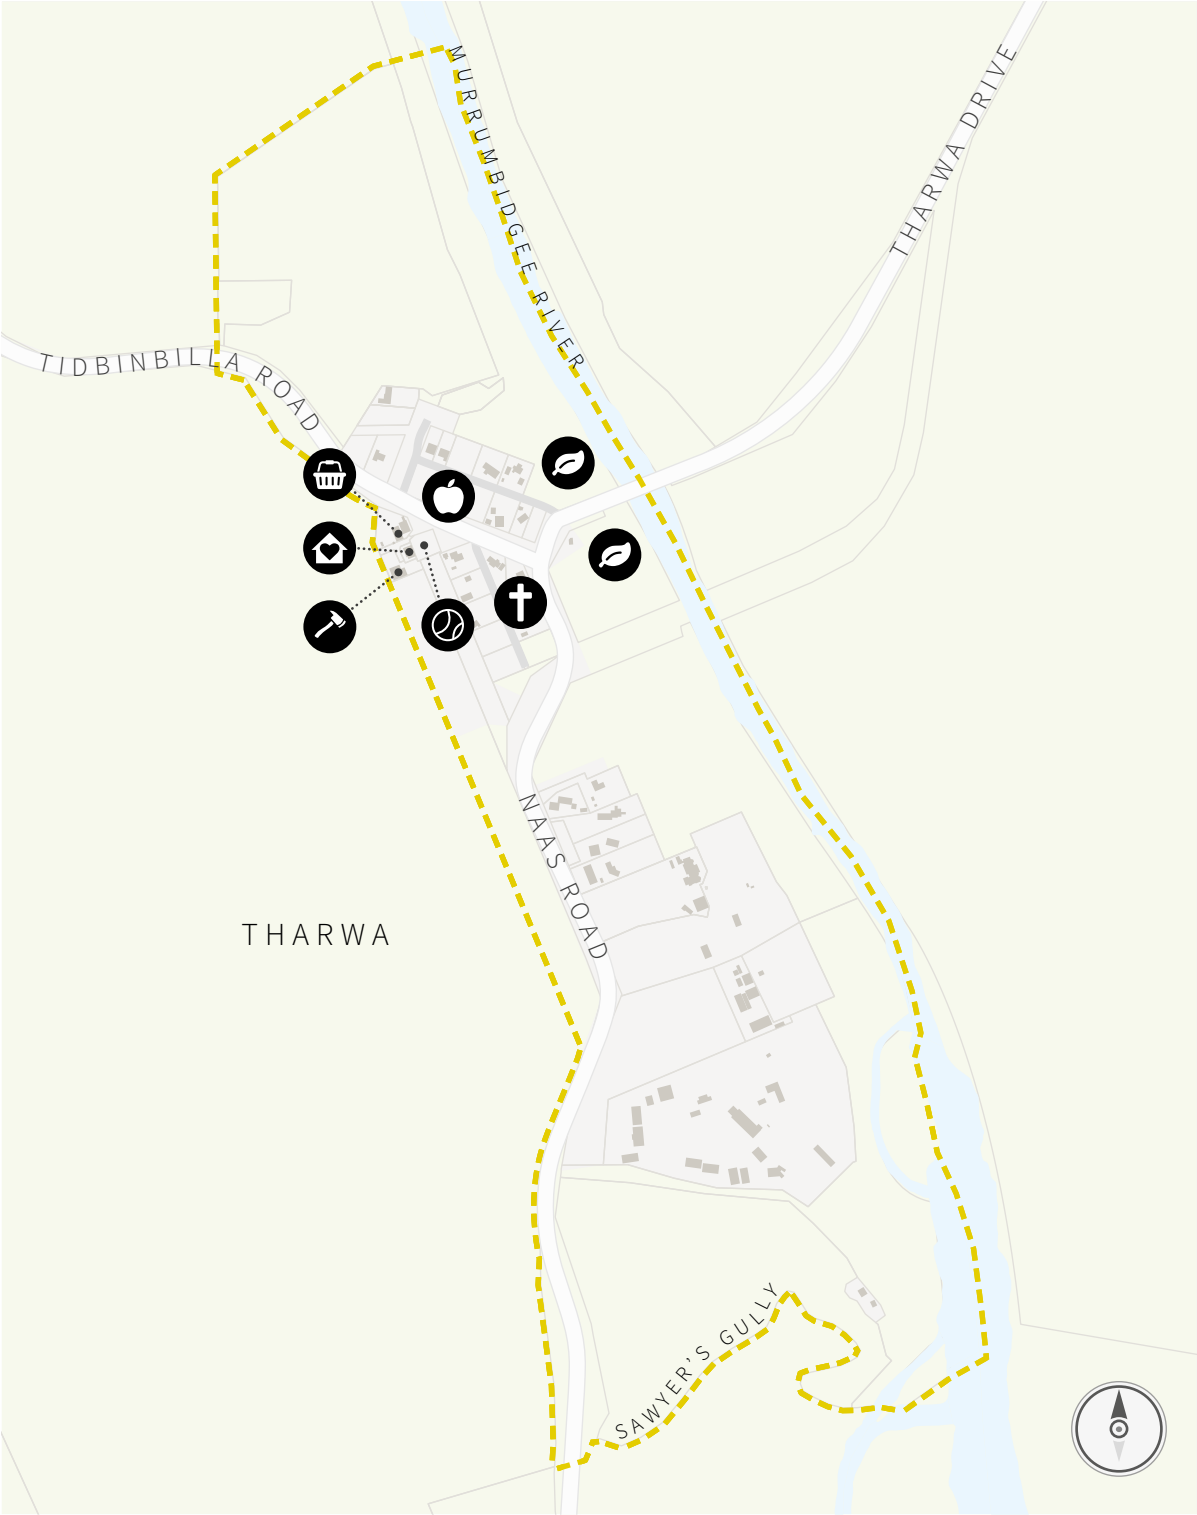 MURRUMBIDGEE RIVER
THARWA DRIVE
TIDBINBILLA ROAD
NAAS ROAD
THARWA
SAWYER'S GULLY